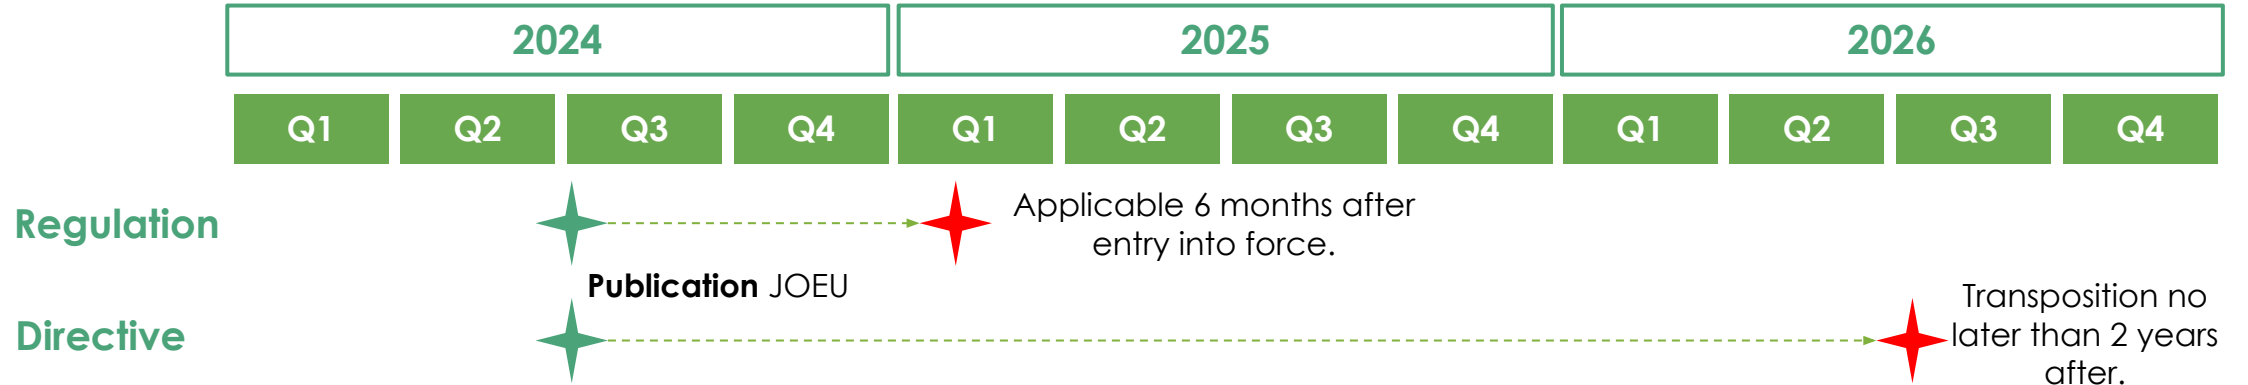 2024 2025 2026
Q1 Q2 Q3 Q4 Q1 Q2 Q3 Q4 Q1 Q2 Q3 Q4
Regulation
Applicable 6 months after
entry into force.
Publication JOEU
Directive
Transposition no
later than 2 years
after.